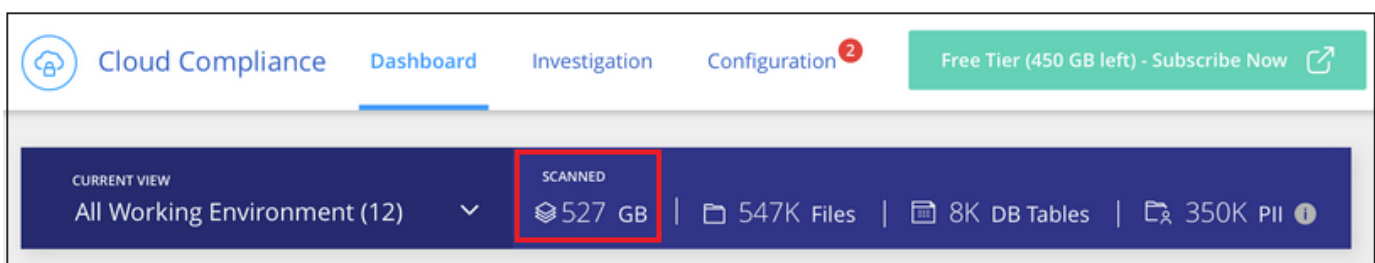 Cloud Compliance Dashboard Investigation Configuration 2 Free Tier (450 GB left) - Subscribe Now
CURRENT VIEW SCANNED
All Working Environment (12) 527 GB | 547K Files | 8K DB Tables | 350K PII i